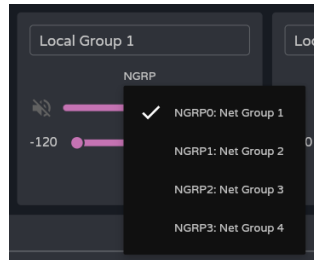 Local Group 1
Loc
NGRP
NGRP0: Net Group 1
-120
0
NGRP1: Net Group 2
NGRP2: Net Group 3
NGRP3: Net Group 4